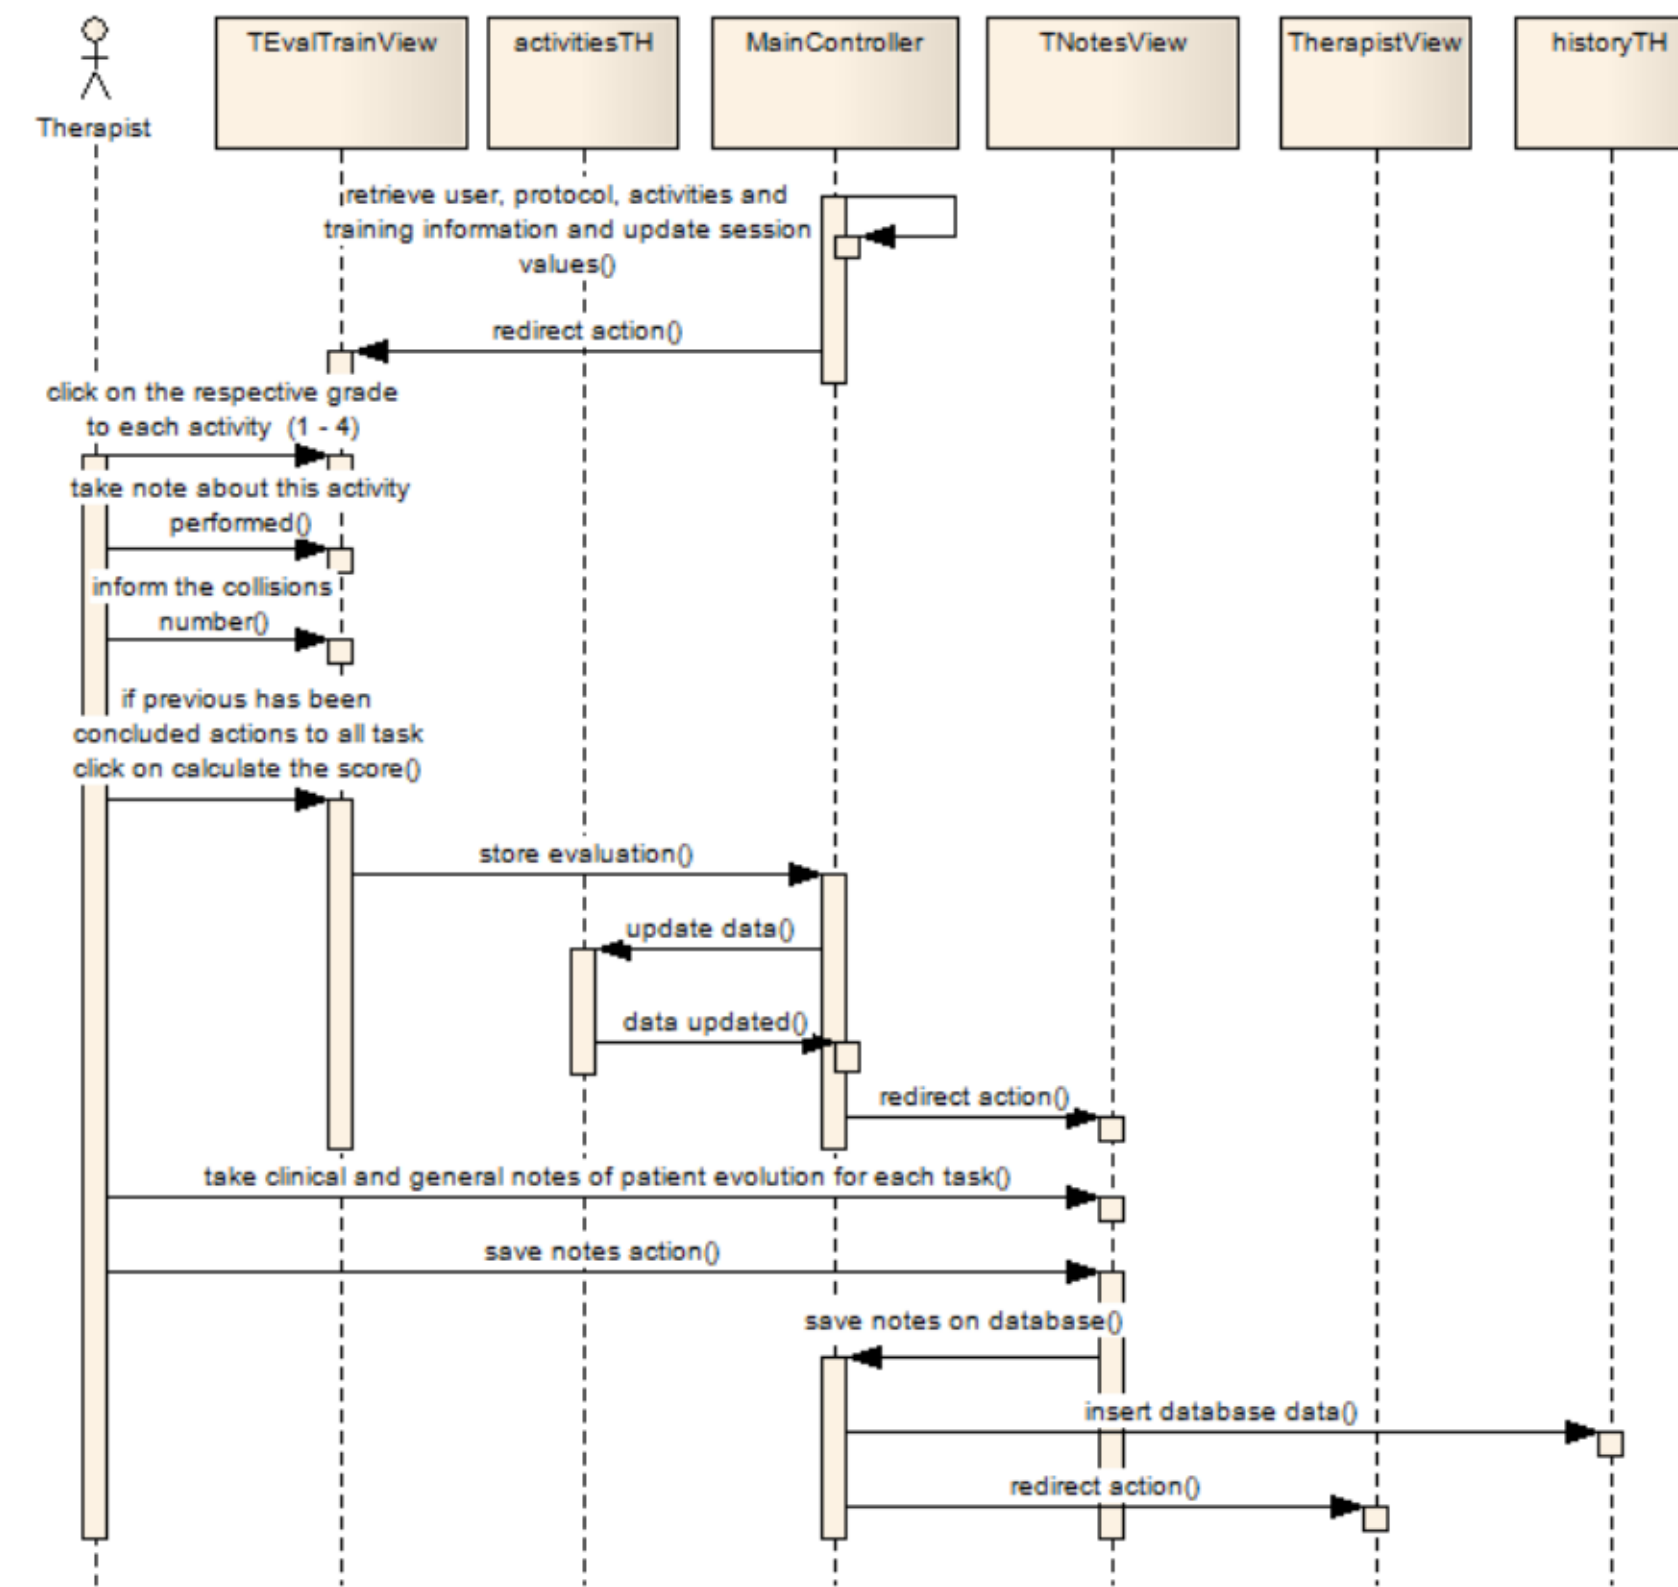 TEvalTrainView
activitiesTH
MainController
TNotesView
TherapistView
historyTH
Therapist
retrieve user, protocol, activities and
training information and update session
values()
redirect action()
click on the respective grade
to each activity (1 - 4)
take note about this activity
performed()
inform the collisions
number()
if previous has been
concluded actions to all task
click on calculate the score()
store evaluation()
update data()
data updated()
redirect action()
take clinical and general notes of patient evolution for each task()
save notes action()
save notes on database()
insert database data()
redirect action()